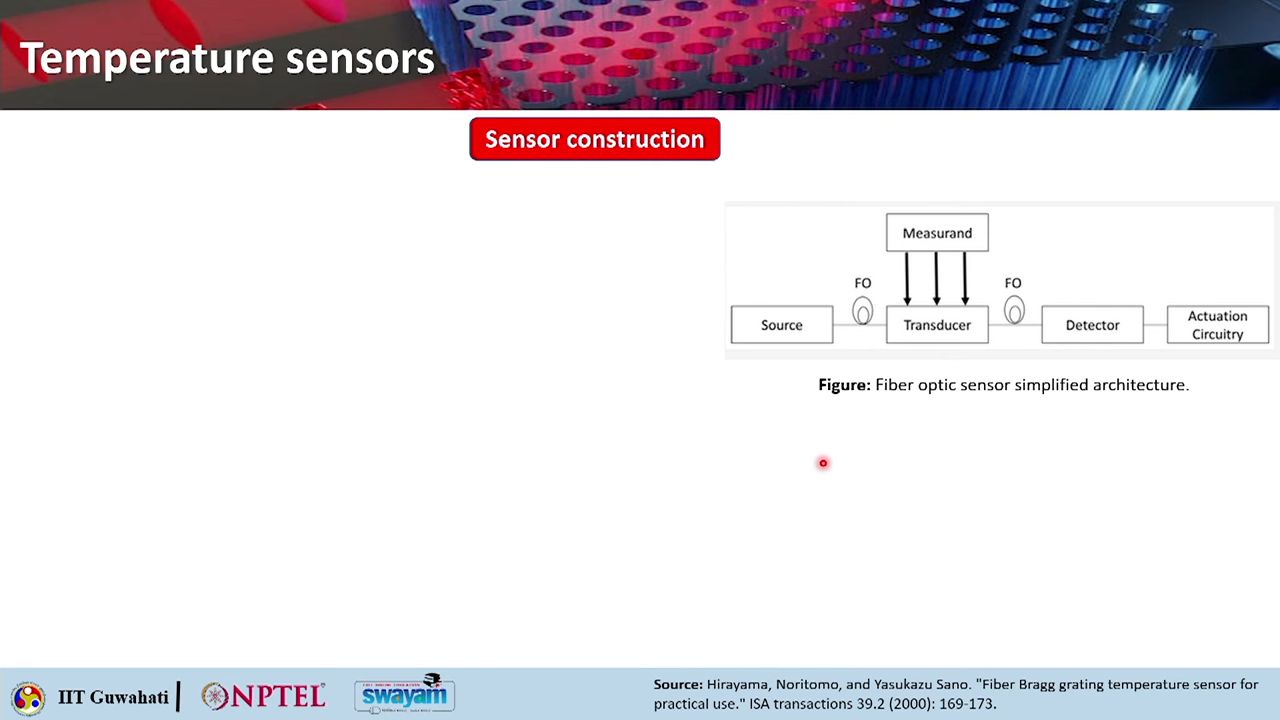 Temperature sensors
Sensor construction
Measurand
FO
FO
Source
Transducer
Detector
Actuation
Circuitry
Figure: Fiber optic sensor simplified architecture.
IIT Guwahati
NPTEL
swayam
Source: Hirayama, Noritomo, and Yasukazu Sano. "Fiber Bragg grating temperature sensor for
practical use." ISA transactions 39.2 (2000): 169-173.